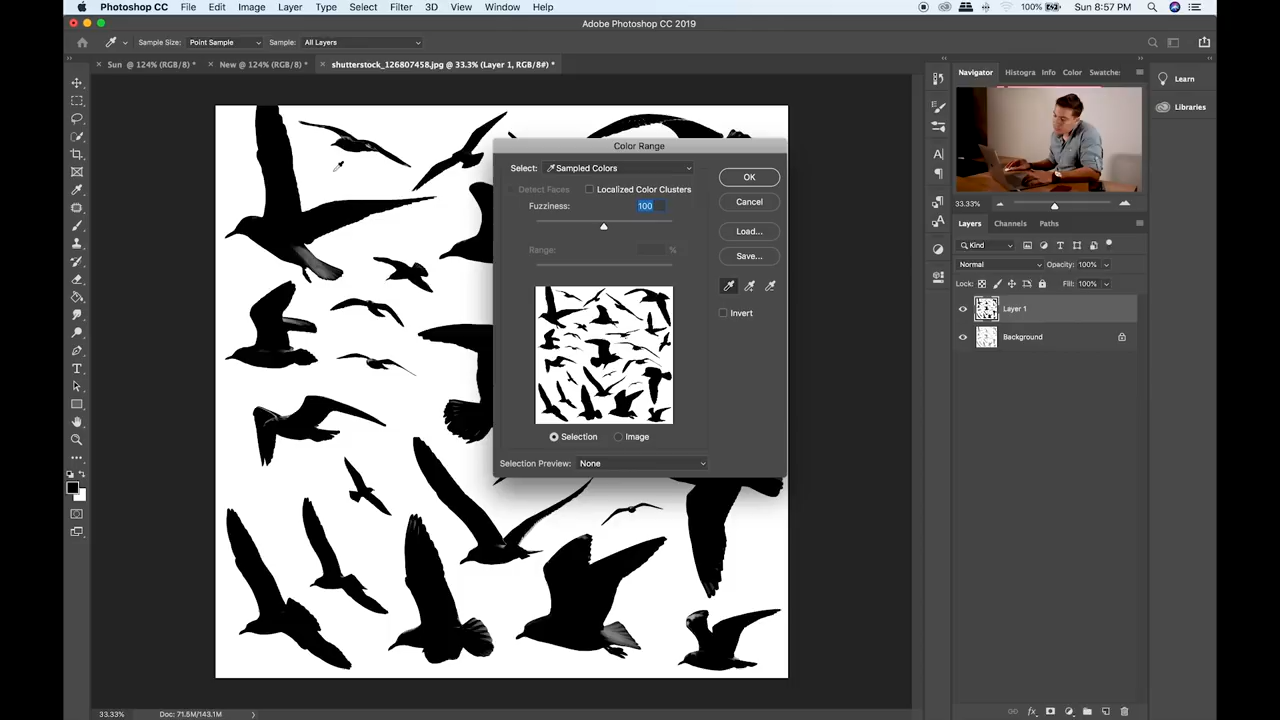 Photoshop CC File Edit Image Layer Type Select Filter 3D View Window Help 100% Sun 8:57 PM
Adobe Photoshop CC 2019
Sample Size: Point Sample Sample: All Layers
Sun @ 124% (RGB/8) * New @ 124% (RGB/8) * shutterstock_126807458.jpg @ 33.3% (Layer 1, RGB/8#) *
Navigator Histogra Info Color Swatche: Learn
Libraries
Color Range
Select: Sampled Colors OK
Detect Faces Localized Color Clusters
Fuzziness: 100 Cancel
Load...
Range: % Save...
Invert
Selection Image
Selection Preview: None
33.33%
Layers Channels Paths
Kind
Normal Opacity: 100%
Lock: Fill: 100%
Layer 1
Background
33.33% Doc: 71.5M/143.1M